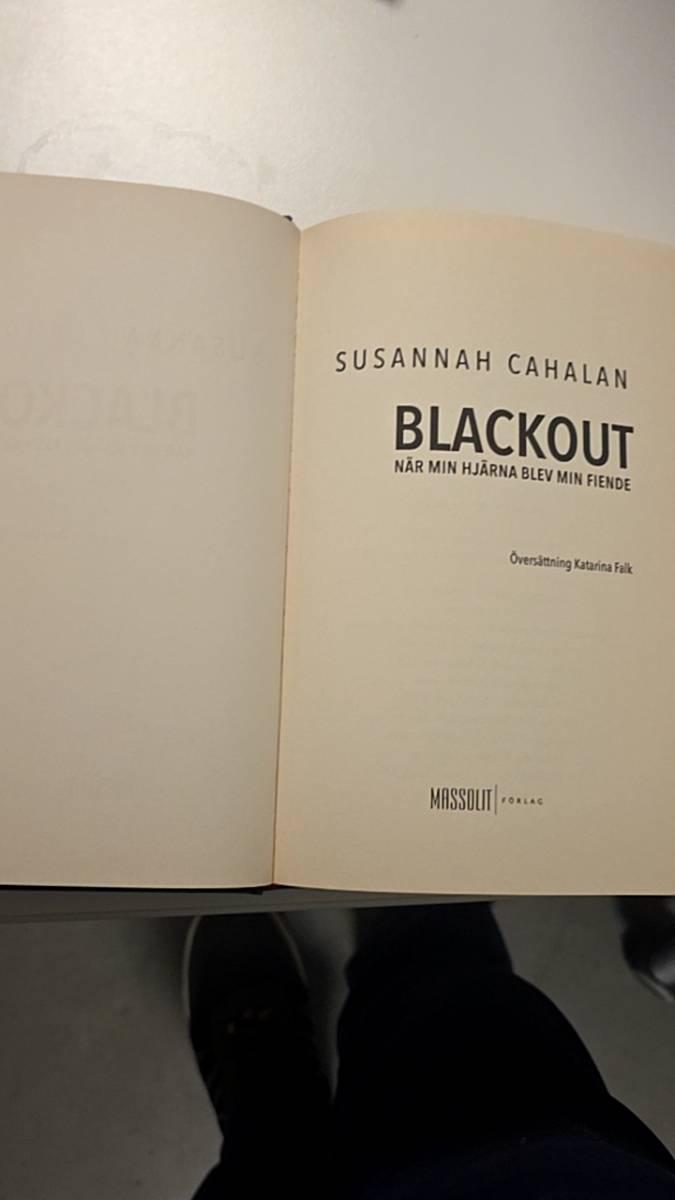 SUSANNAH CAHALAN
BLACKOUT
NÄR MIN HJÄRNA BLEV MIN FIENDE
Översättning Katarina Falk
MASSOLIT FÖRLAG